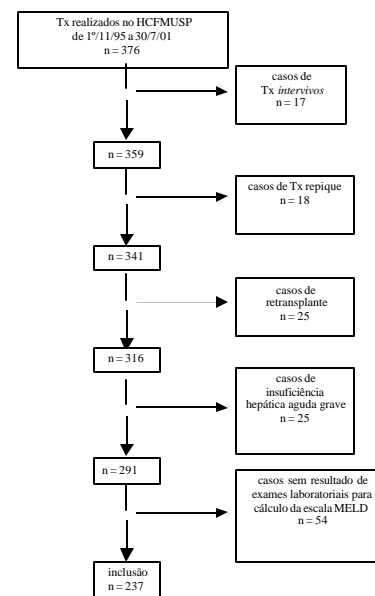 Tx realizados no HCFMUSP
de 1º/11/95 a 30/7/01
n = 376
casos de
Tx intervivos
n = 17
n = 359
casos de Tx repique
n = 18
n = 341
casos de
retransplante
n = 25
n = 316
casos de
insuficiência
hepática aguda grave
n = 25
n = 291
casos sem resultado de
exames laboratoriais para
cálculo da escala MELD
n = 54
inclusão
n = 237